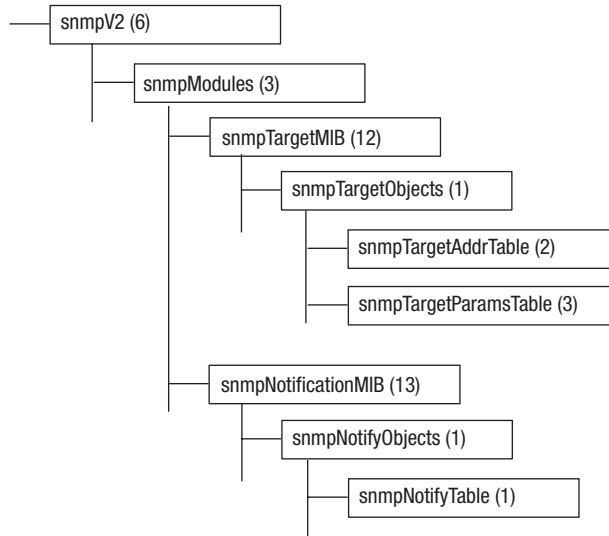 snmpV2 (6)
snmpModules (3)
snmpTargetMIB (12)
snmpTargetObjects (1)
snmpTargetAddrTable (2)
snmpTargetParamsTable (3)
snmpNotificationMIB (13)
snmpNotifyObjects (1)
snmpNotifyTable (1)